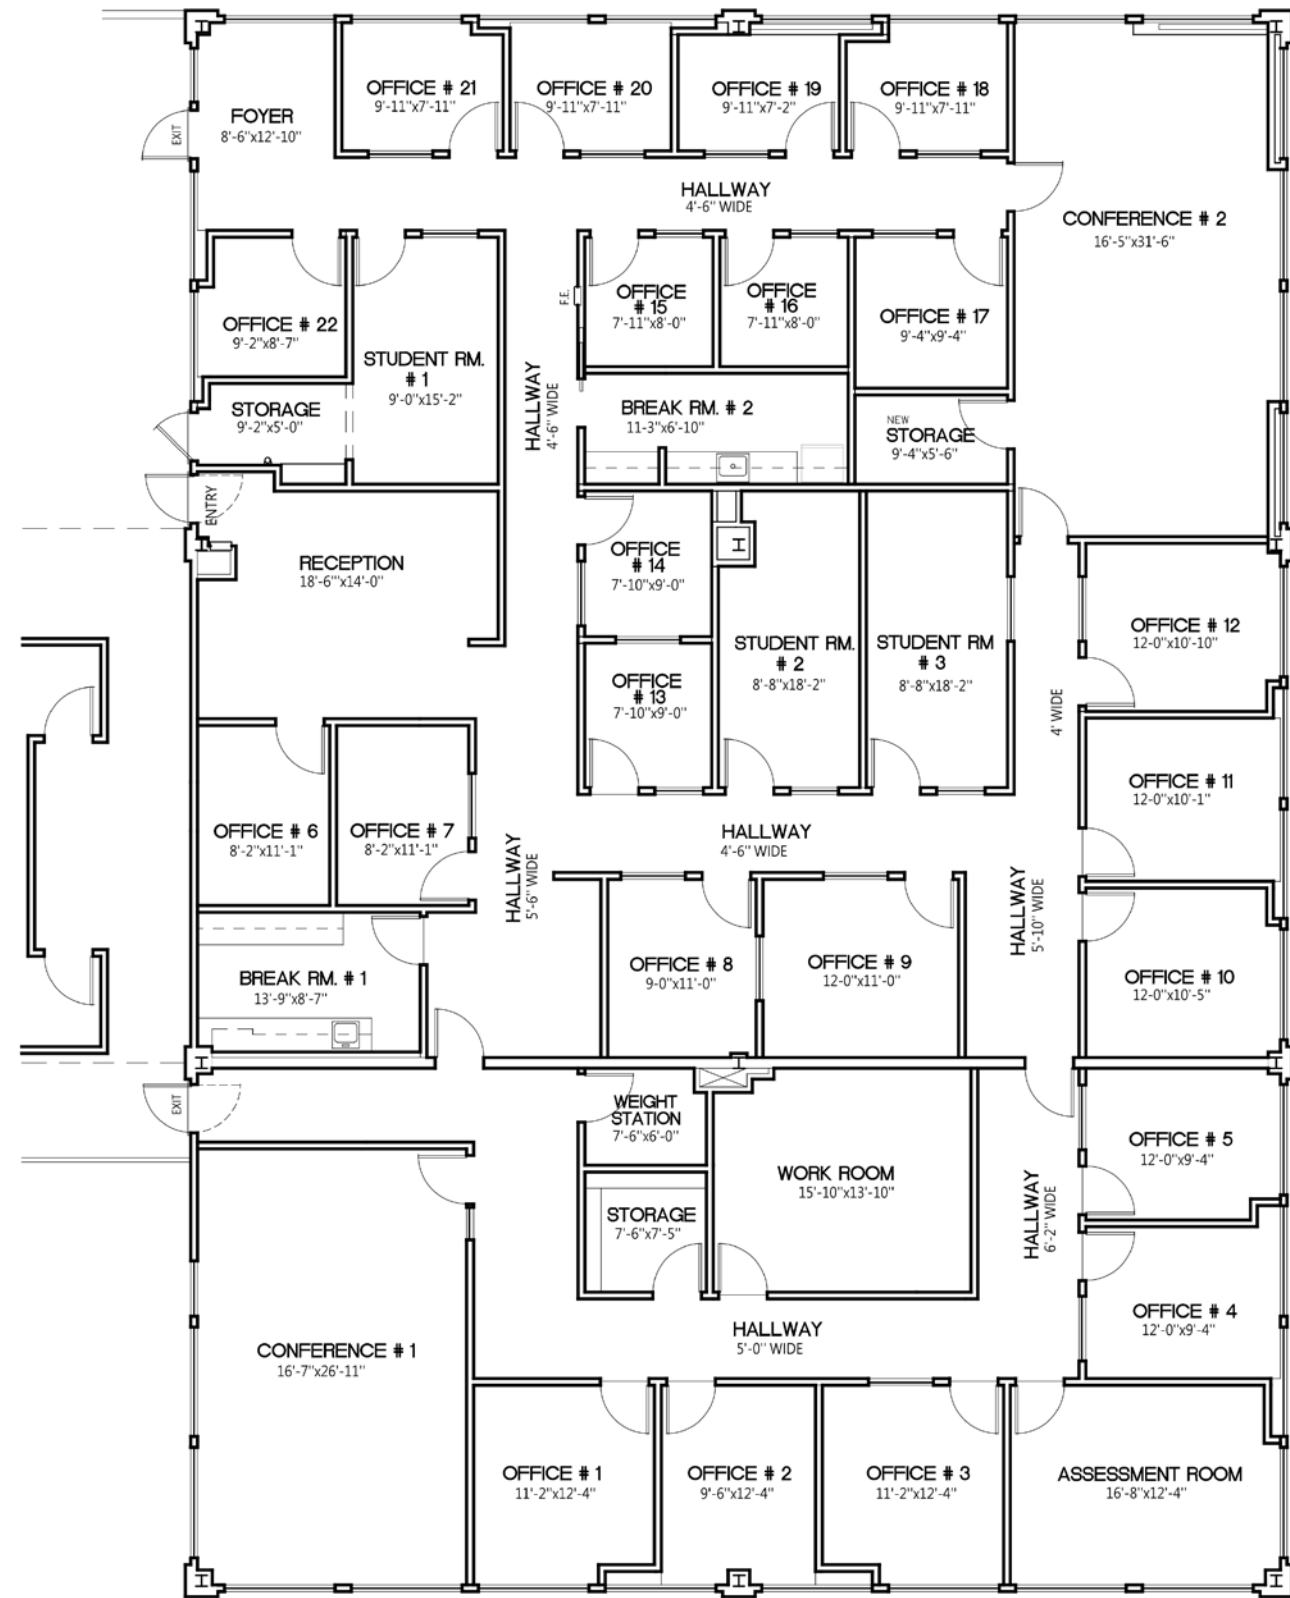 OFFICE # 21
9'-11"x7'-11"
OFFICE # 20
9'-11"x7'-11"
OFFICE # 19
9'-11"x7'-2"
OFFICE # 18
9'-11"x7'-11"
FOYER
8'-6"x12'-10"
EXIT
HALLWAY
4'-6" WIDE
CONFERENCE # 2
16'-5"x31'-6"
OFFICE # 22
9'-2"x8'-7"
STUDENT RM.
# 1
9'-0"x15'-2"
F.E.
OFFICE
# 15
7'-11"x8'-0"
OFFICE
# 16
7'-11"x8'-0"
OFFICE # 17
9'-4"x9'-4"
STORAGE
9'-2"x5'-0"
HALLWAY
4'-6" WIDE
BREAK RM. # 2
11-3"x6'-10"
NEW
STORAGE
9'-4"x5'-6"
ENTRY
RECEPTION
18'-6'"x14'-0"
OFFICE
# 14
7'-10"x9'-0"
STUDENT RM.
# 2
8'-8"x18'-2"
STUDENT RM
# 3
8'-8"x18'-2"
OFFICE # 12
12-0"x10'-10"
OFFICE
# 13
7'-10"x9'-0"
4' WIDE
OFFICE # 11
12-0"x10'-1"
OFFICE # 6
8'-2"x11'-1"
OFFICE # 7
8'-2"x11'-1"
HALLWAY
5'-6" WIDE
HALLWAY
4'-6" WIDE
HALLWAY
5'-10" WIDE
BREAK RM. # 1
13'-9"x8'-7"
OFFICE # 8
9-0"x11'-0"
OFFICE # 9
12-0"x11'-0"
OFFICE # 10
12-0"x10'-5"
EXIT
WEIGHT
STATION
7'-6"x6'-0"
OFFICE # 5
12'-0"x9'-4"
WORK ROOM
15'-10"x13'-10"
STORAGE
7'-6"x7'-5"
HALLWAY
6'-2" WIDE
OFFICE # 4
12'-0"x9'-4"
HALLWAY
5'-0" WIDE
CONFERENCE # 1
16'-7"x26'-11"
OFFICE # 1
11'-2"x12'-4"
OFFICE # 2
9'-6"x12'-4"
OFFICE # 3
11'-2"x12'-4"
ASSESSMENT ROOM
16'-8"x12'-4"